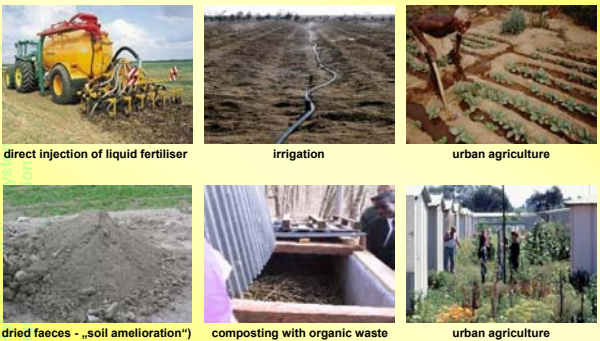 direct injection of liquid fertiliser
irrigation
urban agriculture
dried faeces - „soil amelioration“)
composting with organic waste
urban agriculture